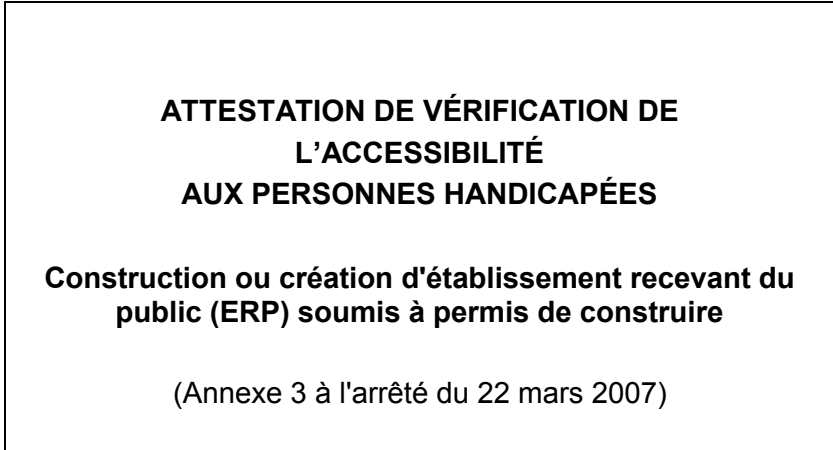 ATTESTATION DE VÉRIFICATION DE
L’ACCESSIBILITÉ
AUX PERSONNES HANDICAPÉES
Construction ou création d'établissement recevant du
public (ERP) soumis à permis de construire
(Annexe 3 à l'arrêté du 22 mars 2007)